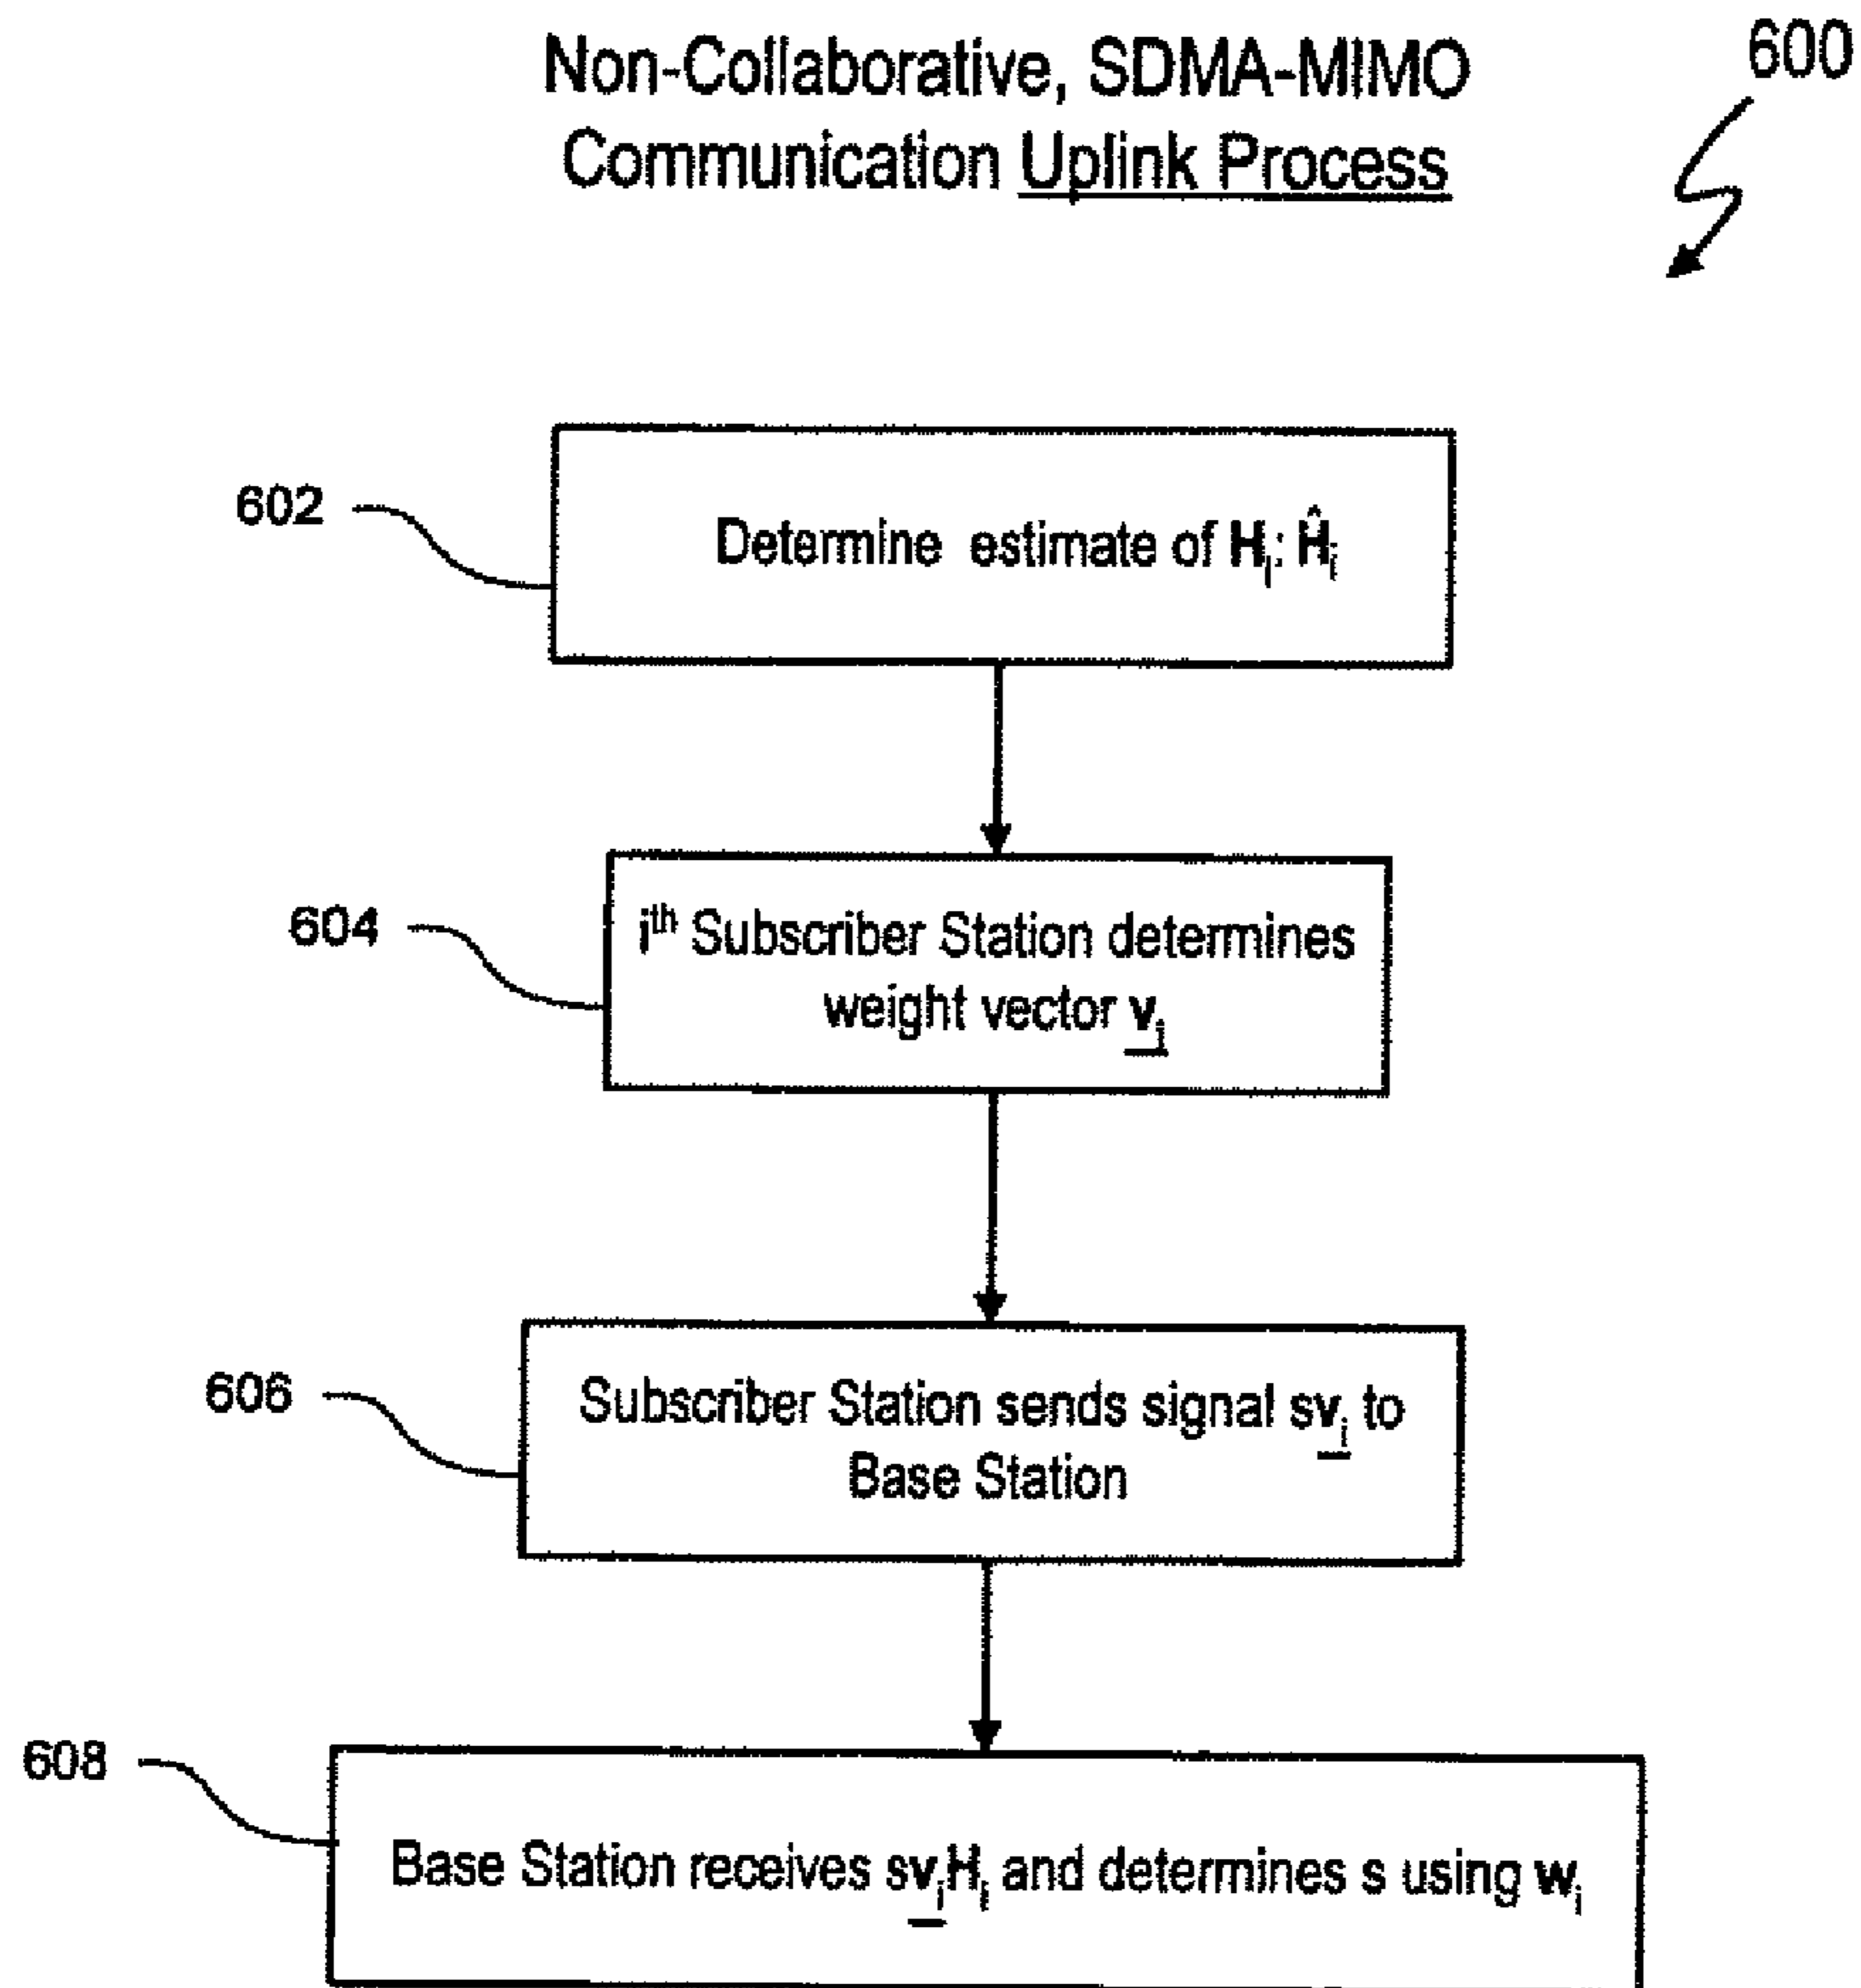 Non-Collaborative, SDMA-MIMO
Communication Uplink Process
600
602
Determine estimate of Hᵢ: Ĥᵢ
604
iᵗʰ Subscriber Station determines
weight vector vᵢ
606
Subscriber Station sends signal svᵢ to
Base Station
608
Base Station receives svᵢHᵢ and determines s using wᵢ